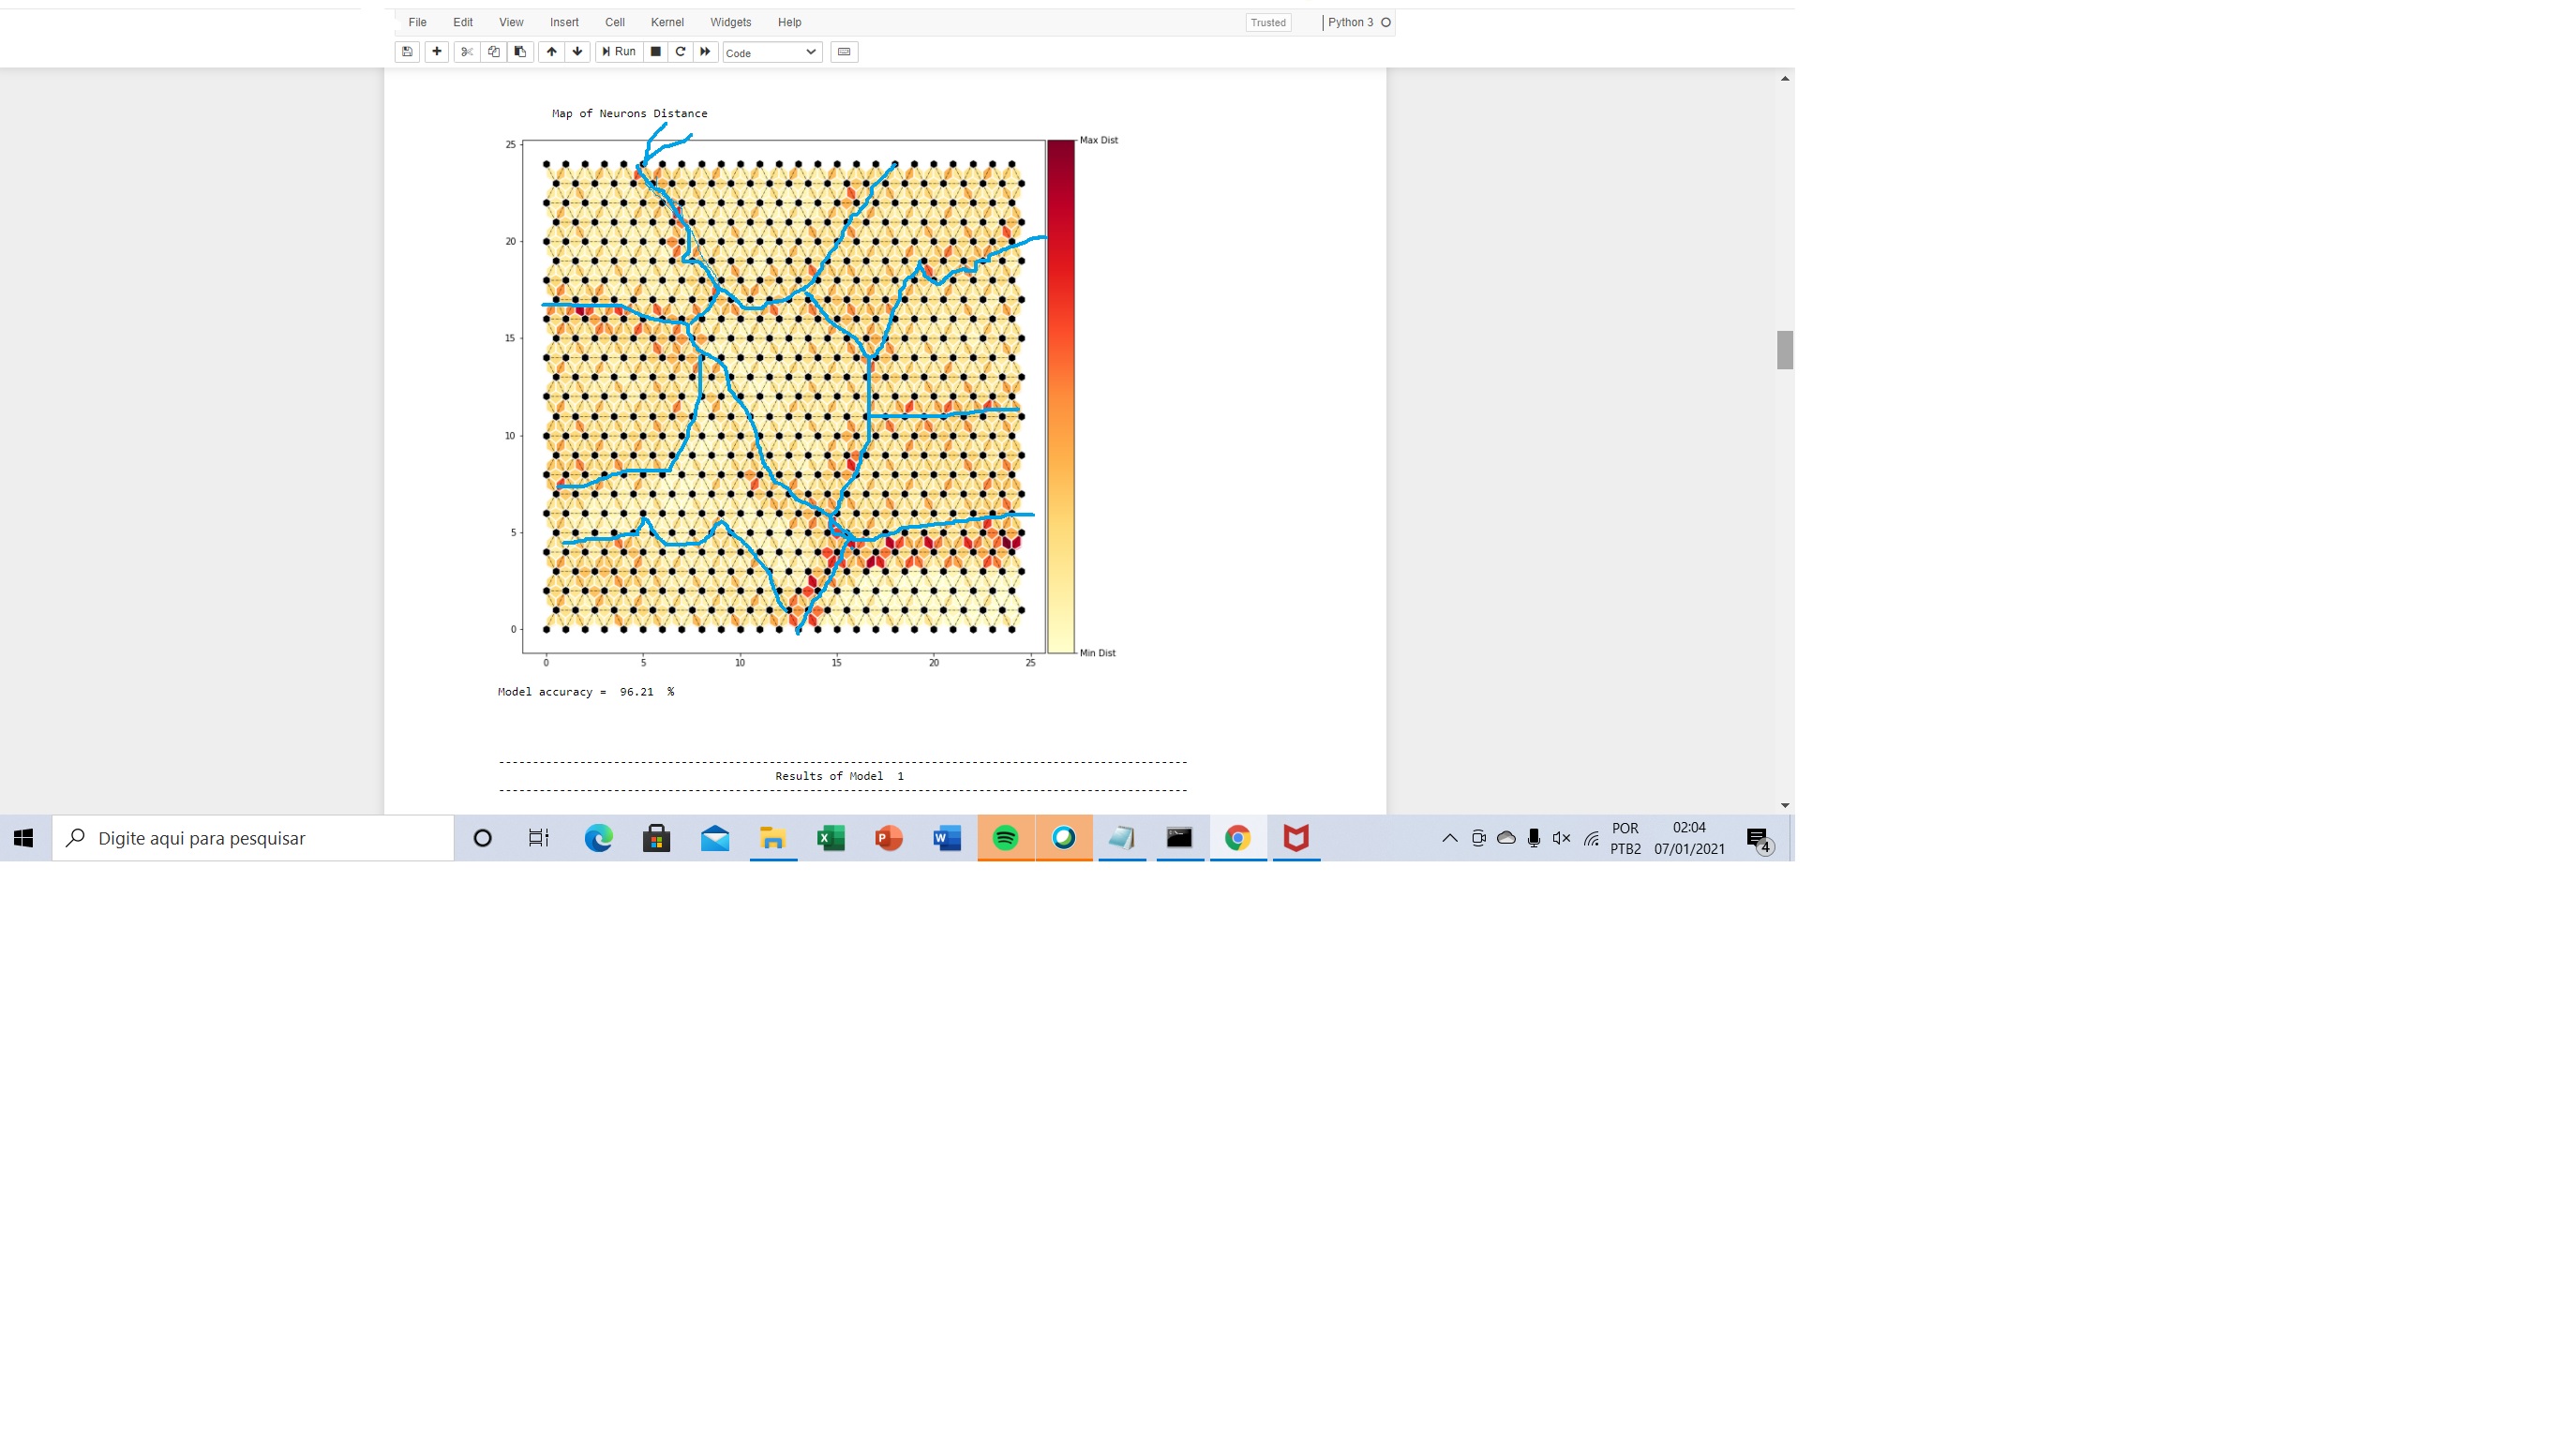 File Edit View Insert Cell Kernel Widgets Help Trusted Python 3
Run Code
Map of Neurons Distance
25
20
15
10
5
0
0 5 10 15 20 25
Max Dist
Min Dist
Model accuracy = 96.21 %
-----------------------------------------------------------------------------------------------------
Results of Model 1
-----------------------------------------------------------------------------------------------------
Digite aqui para pesquisar
X P W
POR
PTB2
02:04
07/01/2021
4